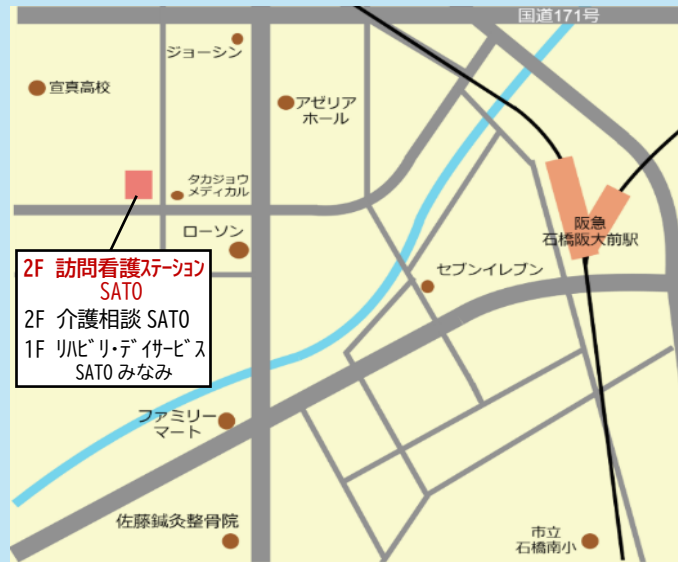 国道171号
ジョーシン
宣真高校
アゼリア
ホール
タカジョウ
メディカル
ローソン
阪急
石橋阪大前駅
セブンイレブン
2F 訪問看護ステーション
SATO
2F 介護相談 SATO
1F リハビリ・デイサービス
SATO みなみ
ファミリー
マート
佐藤鍼灸整骨院
市立
石橋南小